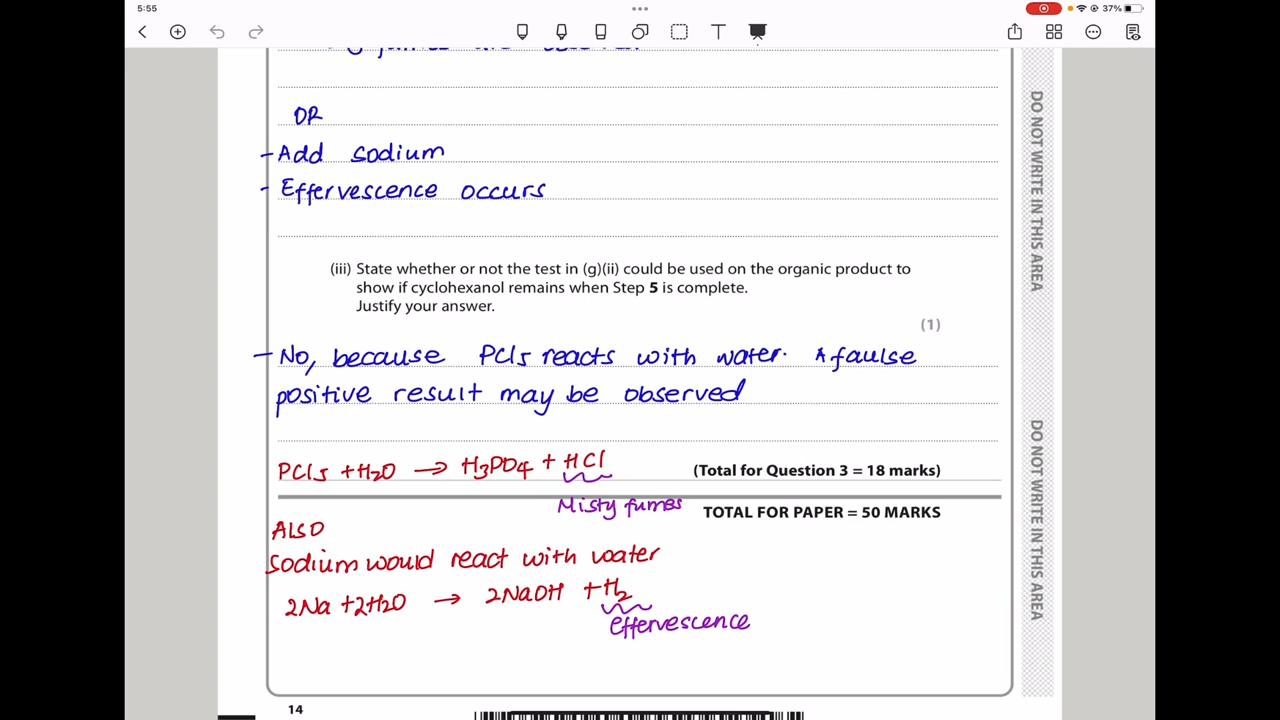 5:55
37%
OR
- Add sodium
- Effervescence occurs
(iii) State whether or not the test in (g)(ii) could be used on the organic product to
show if cyclohexanol remains when Step 5 is complete.
Justify your answer.
(1)
- No, because PCl5 reacts with water. A faulse
positive result may be observed
PCl5 + H2O → H3PO4 + HCl
(Total for Question 3 = 18 marks)
Misty fumes
TOTAL FOR PAPER = 50 MARKS
ALSO
Sodium would react with water
2Na + 2H2O → 2NaOH + H2
Effervescence
14
DO NOT WRITE IN THIS AREA
DO NOT WRITE IN THIS AREA